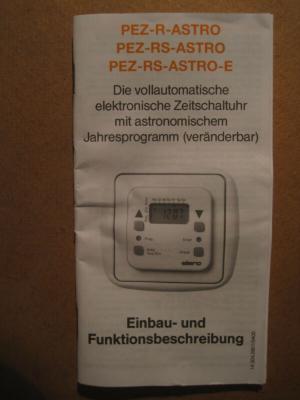 PEZ-R-ASTRO
PEZ-RS-ASTRO
PEZ-RS-ASTRO-E
Die vollautomatische
elektronische Zeitschaltuhr
mit astronomischem
Jahresprogramm (veränderbar)
elero
Einbau- und
Funktionsbeschreibung